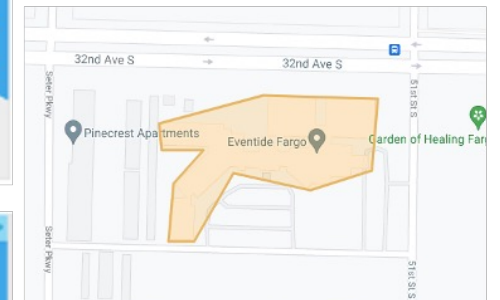 32nd Ave S
32nd Ave S
Seter Pkwy
51st St S
Pinecrest Apartments
Eventide Fargo
Garden of Healing Farg
Seter Pkwy
51st St S